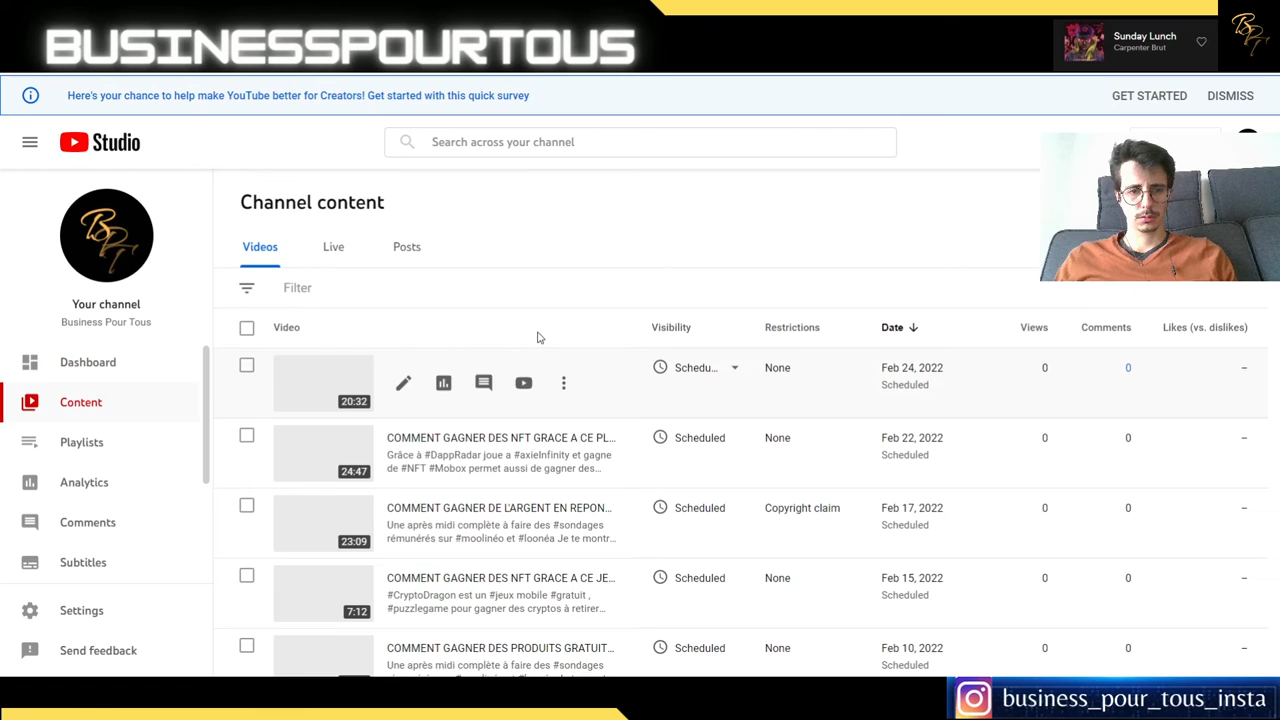 BUSINESSPOURTOUS
Sunday Lunch
Carpenter Brut
Here's your chance to help make YouTube better for Creators! Get started with this quick survey
GET STARTED
DISMISS
Studio
Search across your channel
Your channel
Business Pour Tous
Dashboard
Content
Playlists
Analytics
Comments
Subtitles
Settings
Send feedback
Channel content
Videos Live Posts
Filter
Video Visibility Restrictions Date Views Comments Likes (vs. dislikes)
20:32 Schedu... None Feb 24, 2022 0 0 –
Scheduled
24:47 COMMENT GAGNER DES NFT GRACE A CE PL... Scheduled None Feb 22, 2022 0 0 –
Grâce à #DappRadar joue a #axieInfinity et gagne Scheduled
de #NFT #Mobox permet aussi de gagner des...
23:09 COMMENT GAGNER DE L'ARGENT EN REPON... Scheduled Copyright claim Feb 17, 2022 0 0 –
Une après midi complète à faire des #sondages Scheduled
rémunérés sur #moolinéo et #loonéa Je te montr...
7:12 COMMENT GAGNER DES NFT GRACE A CE JE... Scheduled None Feb 15, 2022 0 0 –
#CryptoDragon est un #jeux mobile #gratuit , Scheduled
#puzzlegame pour gagner des cryptos à retirer...
COMMENT GAGNER DES PRODUITS GRATUIT... Scheduled None Feb 10, 2022 0 0 –
Une après midi complète à faire des #sondages Scheduled
business_pour_tous_insta